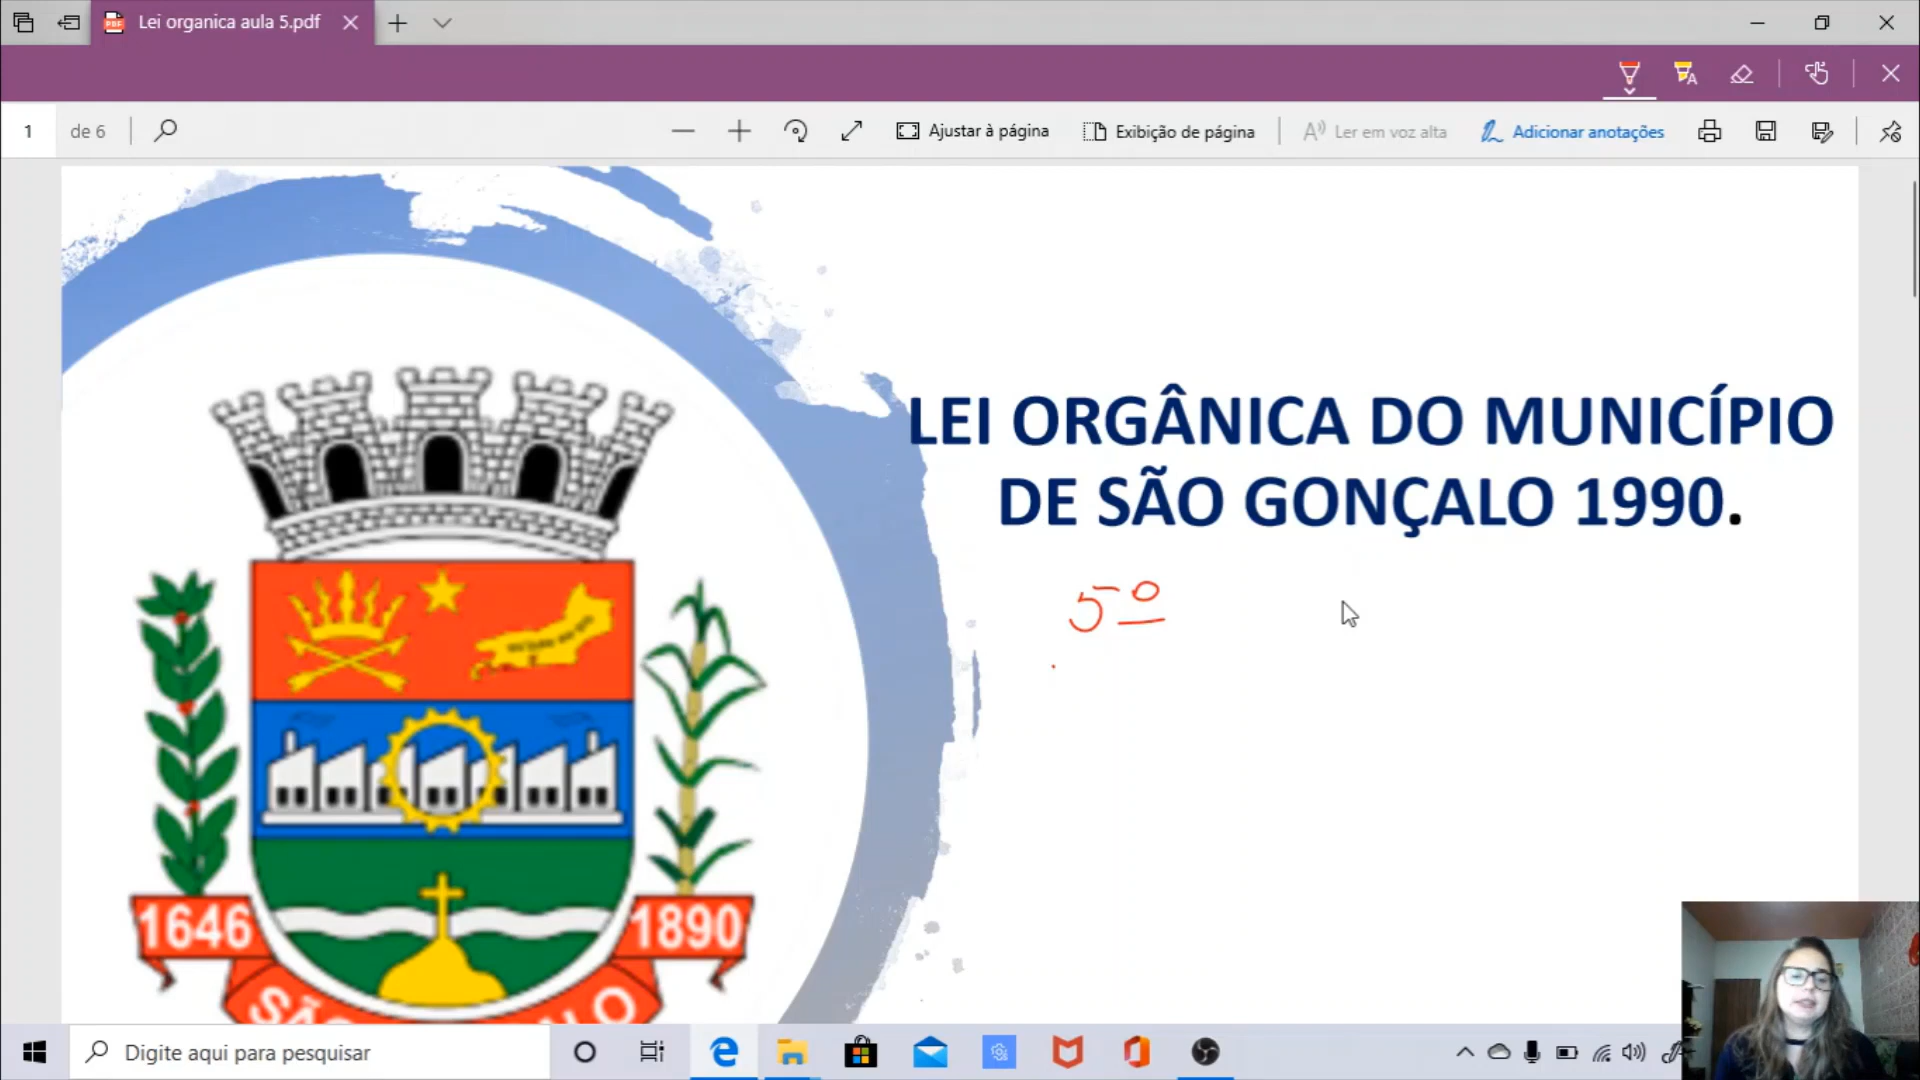 Lei organica aula 5.pdf
1 de 6
Ajustar à página
Exibição de página
Ler em voz alta
Adicionar anotações
LEI ORGÂNICA DO MUNICÍPIO
DE SÃO GONÇALO 1990.
5º
1646
1890
Digite aqui para pesquisar